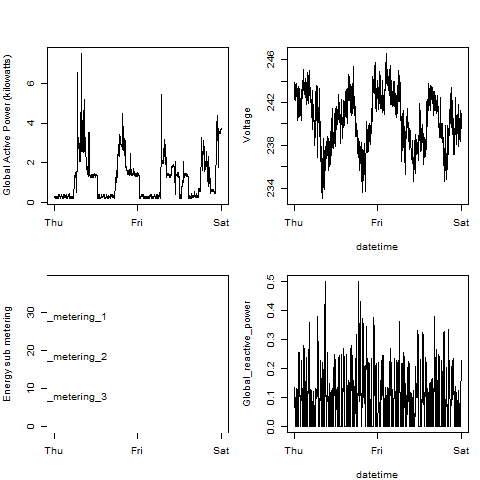 Global Active Power (kilowatts)
0 2 4 6
Thu Fri Sat
Voltage
234 238 242 246
Thu Fri Sat
datetime
Energy sub metering
0 10 20 30
_metering_1
_metering_2
_metering_3
Thu Fri Sat
Global_reactive_power
0.0 0.1 0.2 0.3 0.4 0.5
Thu Fri Sat
datetime